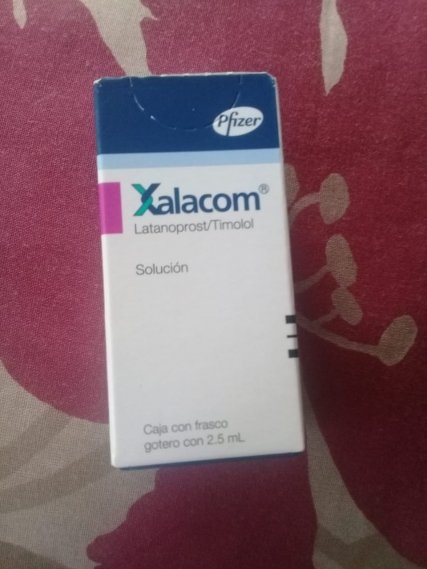 Pfizer
Xalacom®
Latanoprost/Timolol
Solución
Caja con frasco
gotero con 2.5 mL